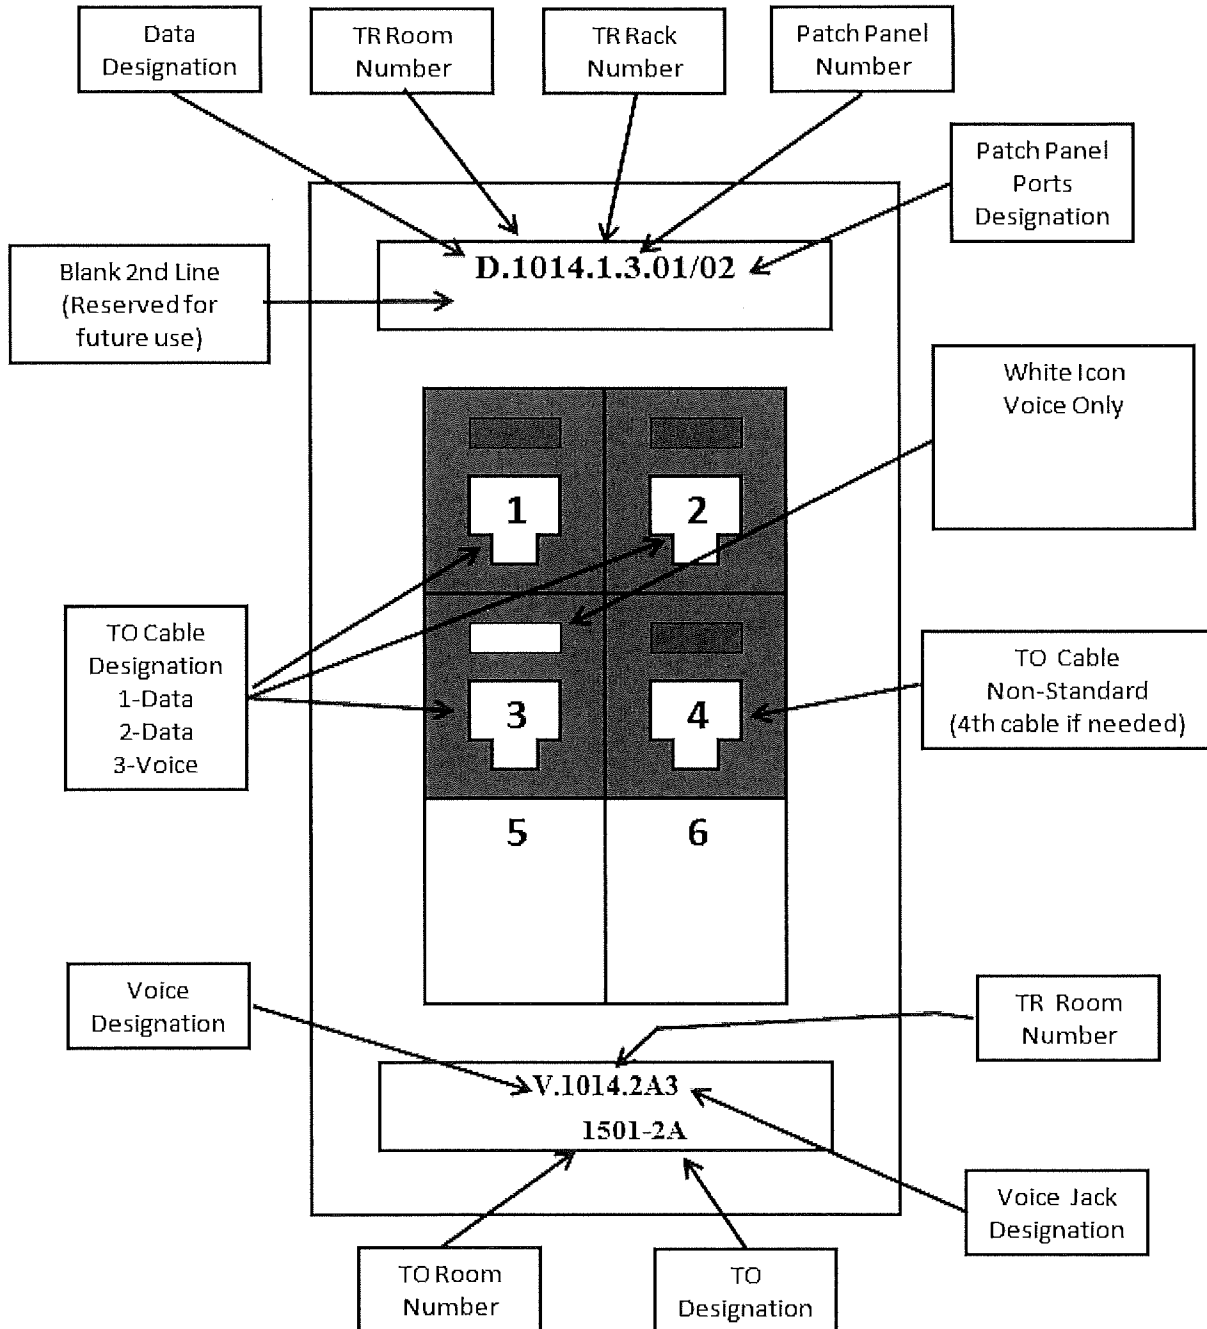 Data
Designation
TR Room
Number
TR Rack
Number
Patch Panel
Number
Patch Panel
Ports
Designation
D.1014.1.3.01/02
Blank 2nd Line
(Reserved for
future use)
White Icon
Voice Only
1
2
TO Cable
Designation
1-Data
2-Data
3-Voice
3
4
TO Cable
Non-Standard
(4th cable if needed)
5
6
Voice
Designation
TR Room
Number
V.1014.2A3
1501-2A
Voice Jack
Designation
TO Room
Number
TO
Designation